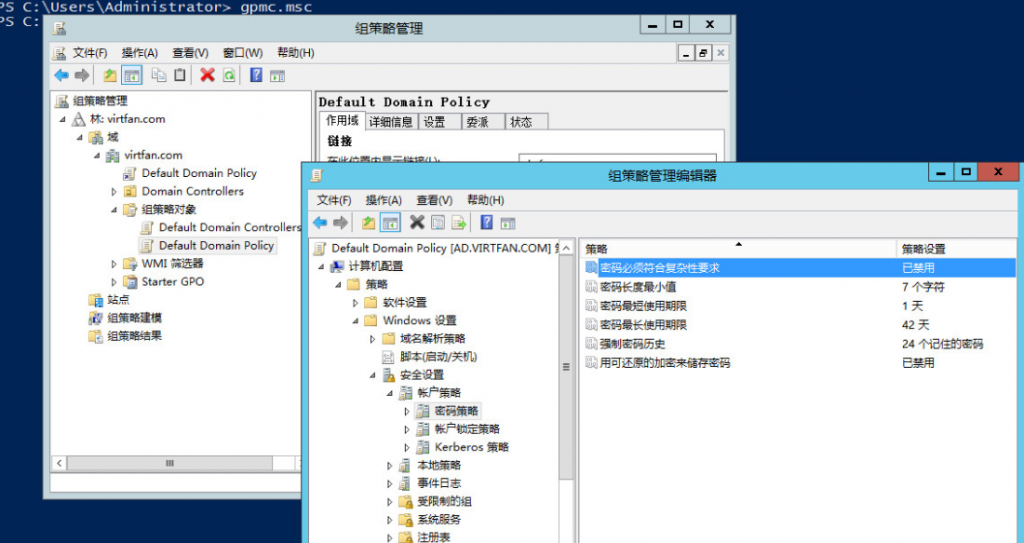 PS C:\Users\Administrator> gpmc.msc
PS C:
组策略管理
文件(F) 操作(A) 查看(V) 窗口(W) 帮助(H)
组策略管理
林: virtfan.com
域
virtfan.com
Default Domain Policy
Domain Controllers
组策略对象
Default Domain Controllers
Default Domain Policy
WMI 筛选器
Starter GPO
站点
组策略建模
组策略结果
Default Domain Policy
作用域 详细信息 设置 委派 状态
链接
在此位置内显示链接(L):
组策略管理编辑器
文件(F) 操作(A) 查看(V) 帮助(H)
Default Domain Policy [AD.VIRTFAN.COM]
计算机配置
策略
软件设置
Windows 设置
域名解析策略
脚本(启动/关机)
安全设置
帐户策略
密码策略
帐户锁定策略
Kerberos 策略
本地策略
事件日志
受限制的组
系统服务
注册表
策略 策略设置
密码必须符合复杂性要求 已禁用
密码长度最小值 7 个字符
密码最短使用期限 1 天
密码最长使用期限 42 天
强制密码历史 24 个记住的密码
用可还原的加密来储存密码 已禁用